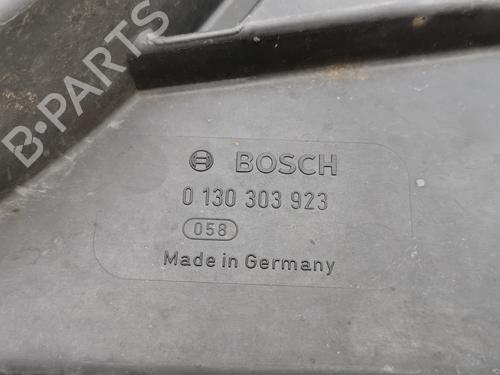 B-PARTS
BOSCH
0 130 303 923
058
Made in Germany